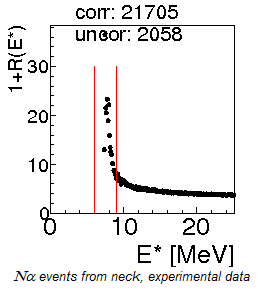 corr: 21705
uncor: 2058
1+R(E*)
30
20
10
0
0
10
20
E* [MeV]
Nα events from neck, experimental data